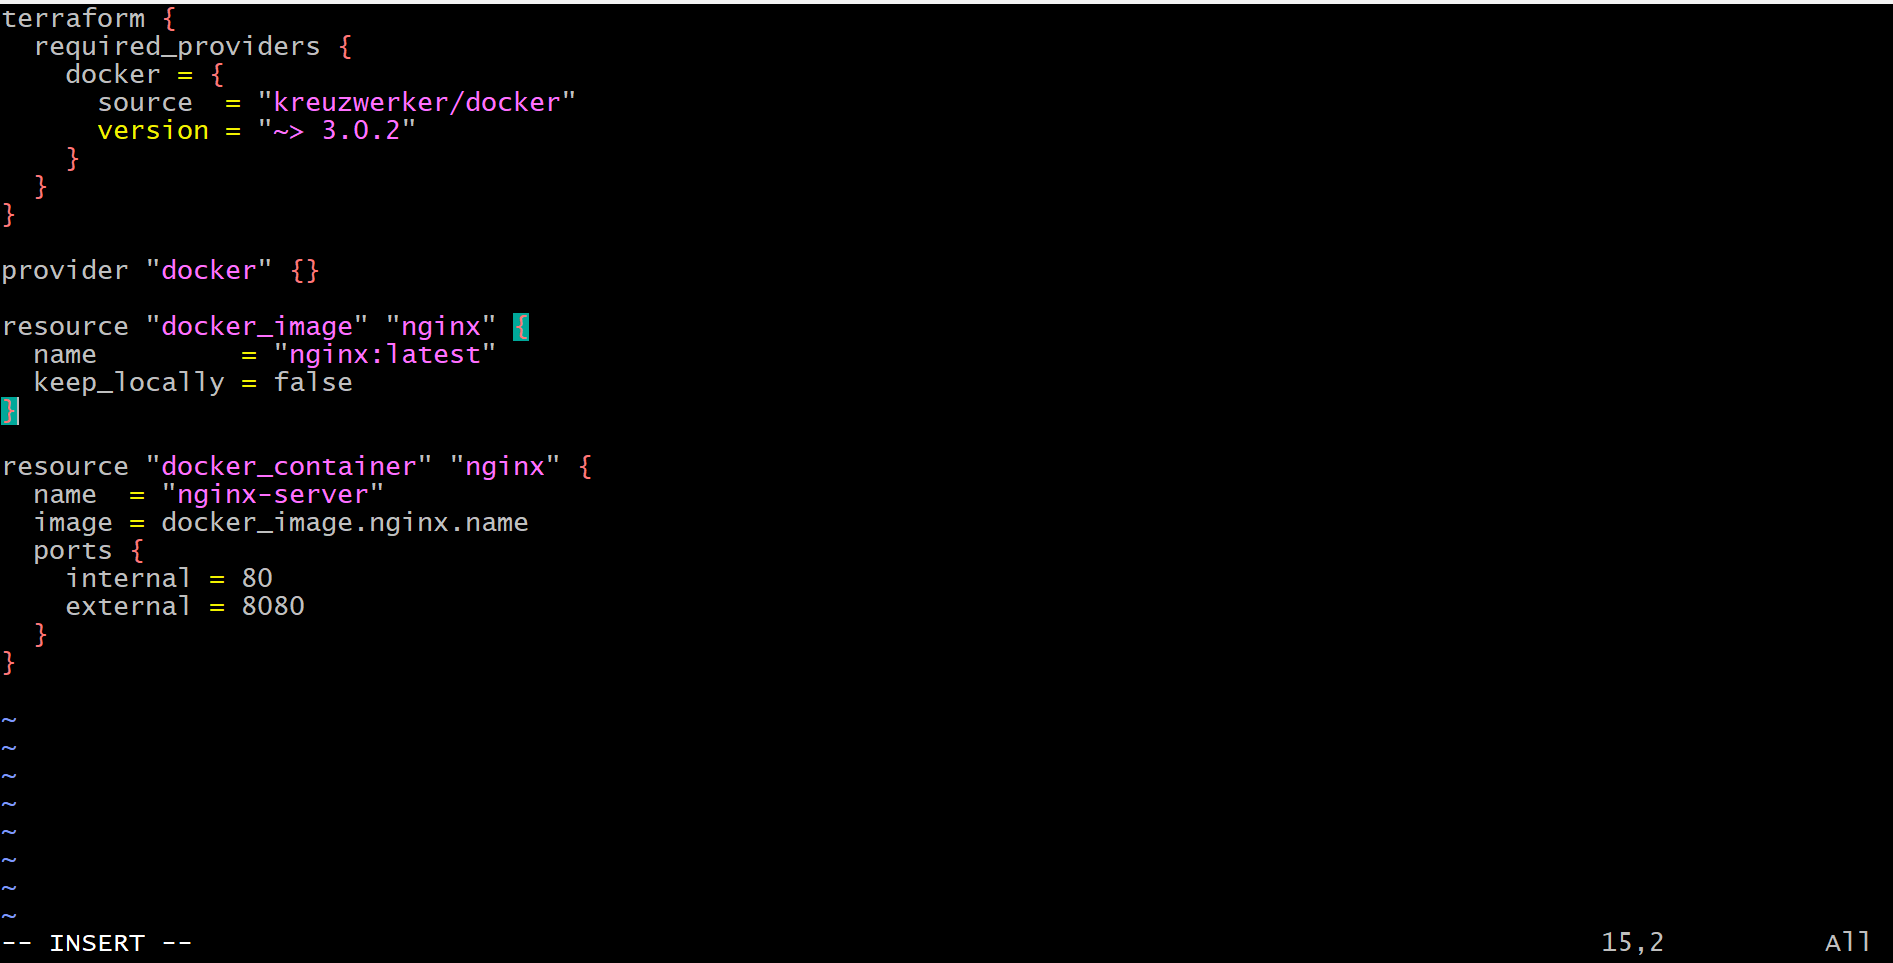 terraform {
  required_providers {
    docker = {
      source  = "kreuzwerker/docker"
      version = "~> 3.0.2"
    }
  }
}

provider "docker" {}

resource "docker_image" "nginx" {
  name         = "nginx:latest"
  keep_locally = false
}

resource "docker_container" "nginx" {
  name  = "nginx-server"
  image = docker_image.nginx.name
  ports {
    internal = 80
    external = 8080
  }
}

~
~
~
~
~
~
~
~
-- INSERT -- 15,2 All